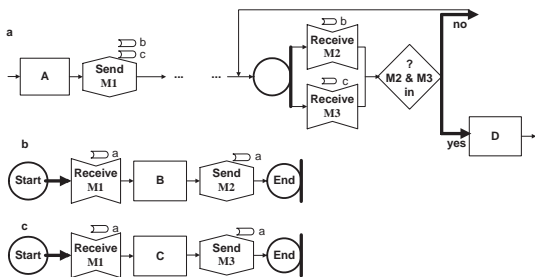 a
A
b
c
Send
M1
...
...
b
Receive
M2
c
Receive
M3
?
M2 & M3
in
no
yes
D
b
Start
a
Receive
M1
B
a
Send
M2
End
c
Start
a
Receive
M1
C
a
Send
M3
End